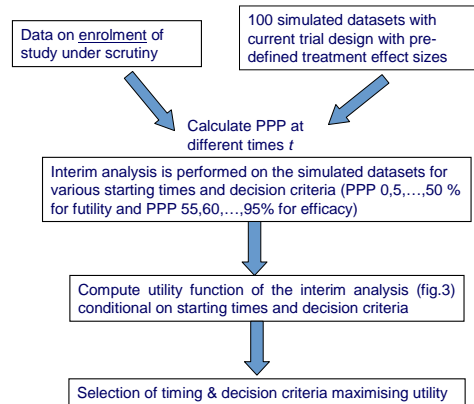 Data on enrolment of
study under scrutiny
100 simulated datasets with
current trial design with pre-
defined treatment effect sizes
Calculate PPP at
different times t
Interim analysis is performed on the simulated datasets for
various starting times and decision criteria (PPP 0,5,...,50 %
for futility and PPP 55,60,...,95% for efficacy)
Compute utility function of the interim analysis (fig.3)
conditional on starting times and decision criteria
Selection of timing & decision criteria maximising utility